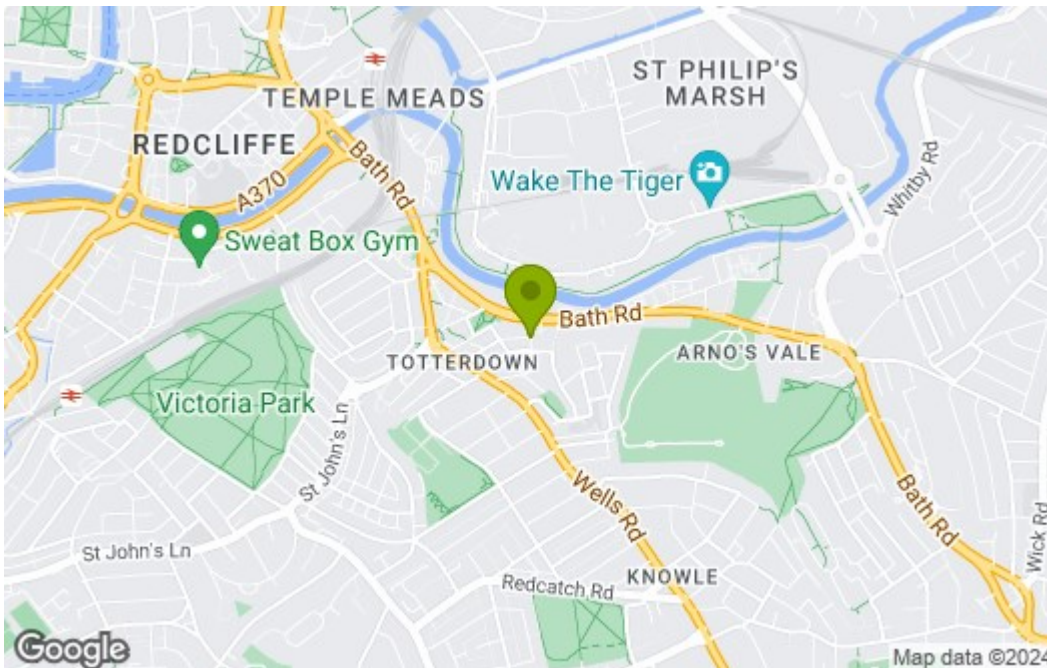 ST PHILIP'S
MARSH
TEMPLE MEADS
REDCLIFFE
Bath Rd
A370
Wake The Tiger
Whitby Rd
Sweat Box Gym
Bath Rd
TOTTERDOWN
ARNO'S VALE
Victoria Park
St John's Ln
Wells Rd
Bath Rd
St John's Ln
Redcatch Rd
KNOWLE
Wick Rd
Google
Map data ©2024